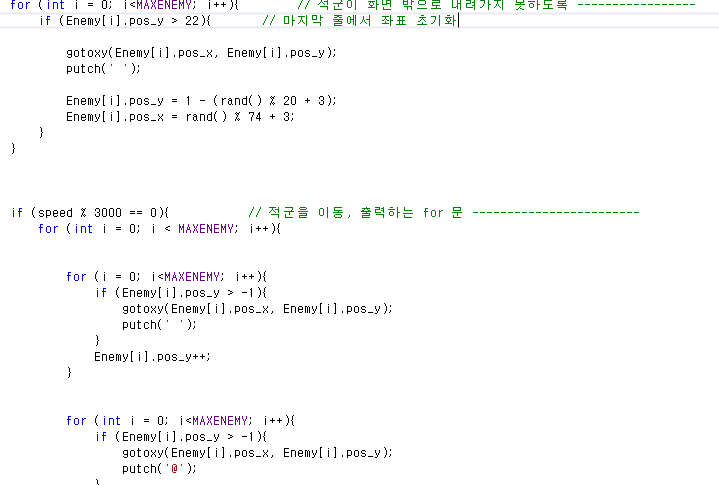 for (int i = 0; i<MAXENEMY; i++){ // 적군이 화면 밖으로 내려가지 못하도록 -----------------
if (Enemy[i].pos_y > 22){ // 마지막 줄에서 좌표 초기화
gotoxy(Enemy[i].pos_x, Enemy[i].pos_y);
putch(' ');
Enemy[i].pos_y = 1 - (rand() % 20 + 3);
Enemy[i].pos_x = rand() % 74 + 3;
}
}
if (speed % 3000 == 0){ // 적군을 이동, 출력하는 for 문 ------------------------
for (int i = 0; i < MAXENEMY; i++){
for (i = 0; i<MAXENEMY; i++){
if (Enemy[i].pos_y > -1){
gotoxy(Enemy[i].pos_x, Enemy[i].pos_y);
putch(' ');
}
Enemy[i].pos_y++;
}
for (int i = 0; i<MAXENEMY; i++){
if (Enemy[i].pos_y > -1){
gotoxy(Enemy[i].pos_x, Enemy[i].pos_y);
putch('@');
}